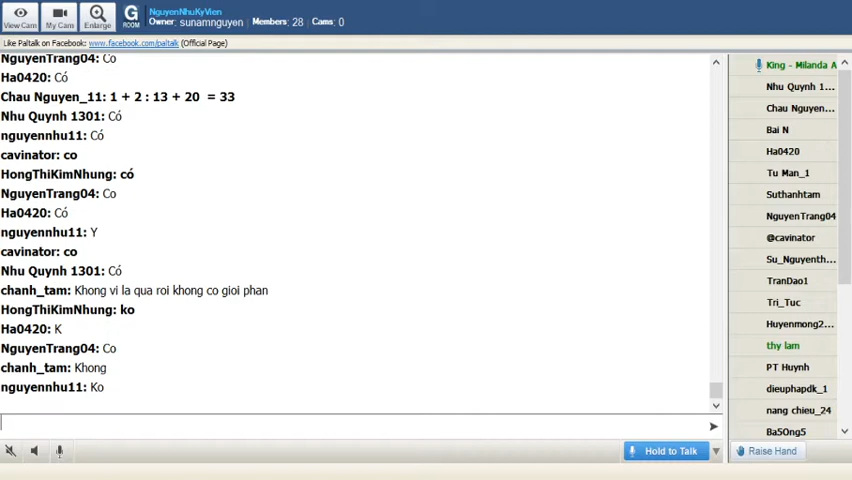 NguyenNhuKyVien
G
Owner: sunamnguyen
Members: 28
Cams: 0
View Cam
My Cam
Enlarge
ROOM
Like Paltalk on Facebook: www.facebook.com/paltalk (Official Page)
NguyenTrang04: Co
Ha0420: Có
Chau Nguyen_11: 1 + 2 : 13 + 20 = 33
Nhu Quynh 1301: Có
nguyennhu11: Có
cavinator: co
HongThiKimNhung: có
NguyenTrang04: Co
Ha0420: Có
nguyennhu11: Y
cavinator: co
Nhu Quynh 1301: Có
chanh_tam: Khong vi la qua roi khong co gioi phan
HongThiKimNhung: ko
Ha0420: K
NguyenTrang04: Co
chanh_tam: Khong
nguyennhu11: Ko
King - Milanda A
Nhu Quynh 1...
Chau Nguyen...
Bai N
Ha0420
Tu Man_1
Suthanhtam
NguyenTrang04
@cavinator
Su_Nguyenth...
TranDao1
Tri_Tuc
Huyenmong2...
thy lam
PT Huynh
dieuphapdk_1
nang chieu_24
Ba5Ong5
Hold to Talk
Raise Hand